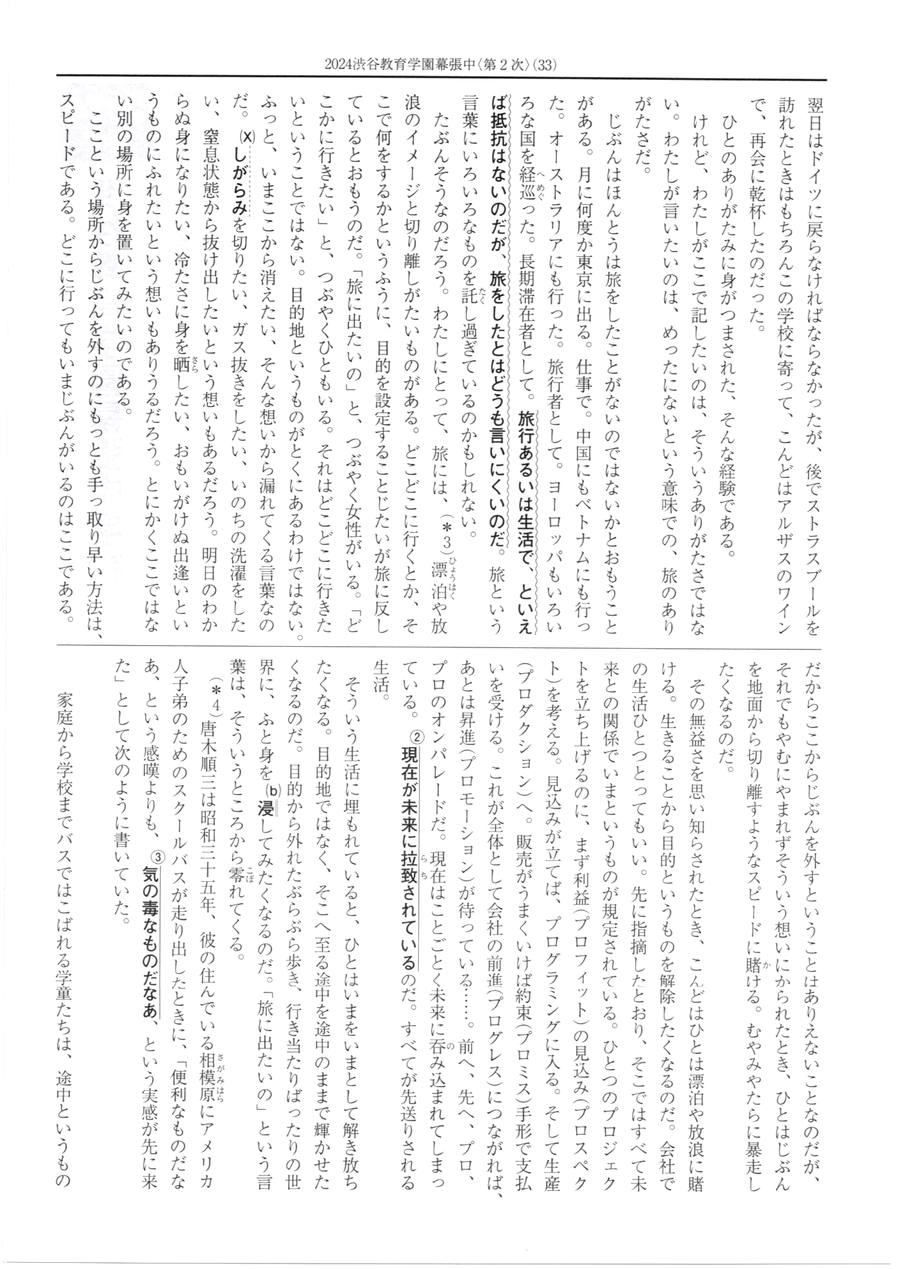 2024渋谷教育学園幕張中〈第2次〉(33)
翌日はドイツに戻らなければならなかったが、後でストラスブールを
訪れたときはもちろんこの学校に寄って、こんどはアルザスのワイン
で、再会に乾杯したのだった。
ひとのありがたみに身がつまされた、そんな経験である。
けれど、わたしがここで記したいのは、そういうありがたさではな
い。わたしが言いたいのは、めったにないという意味での、旅のあり
がたさだ。
じぶんはほんとうは旅をしたことがないのではないかとおもうこと
がある。月に何度か東京に出る。仕事で。中国にもベトナムにも行っ
た。オーストラリアにも行った。旅行者として。ヨーロッパもいろい
ろな国を経巡った。長期滞在者として。旅行あるいは生活で、といえ
ば抵抗はないのだが、旅をしたとはどうも言いにくいのだ。旅という
言葉にいろいろなものを託し過ぎているのかもしれない。
たぶんそうなのだろう。わたしにとって、旅には、(*3)漂泊や放
浪のイメージと切り離しがたいものがある。どこどこに行くとか、そ
こで何をするかというふうに、目的を設定することじたいが旅に反し
ているとおもうのだ。「旅に出たいの」と、つぶやく女性がいる。「ど
こかに行きたい」と、つぶやくひともいる。それはどこどこに行きた
いということではない。目的地というものがとくにあるわけではない。
ふっと、いまここから消えたい、そんな想いから漏れてくる言葉なの
だ。(X)しがらみを切りたい、ガス抜きをしたい、いのちの洗濯をした
い、窒息状態から抜け出したいという想いもあるだろう。明日のわか
らぬ身になりたい、冷たさに身を晒したい、おもいがけぬ出逢いとい
うものにふれたいという想いもありうるだろう。とにかくここではな
い別の場所に身を置いてみたいのである。
こことい​う場所からじぶんを外すのにもっとも手っ取り早い方法は、
スピードである。どこに行ってもいまじぶんがいるのはここである。
だからここからじぶんを外すということはありえないことなのだが、
それでもやむにやまれずそういう想いにかられたとき、ひとはじぶん
を地面から切り離すようなスピードに賭ける。むやみやたらに暴走し
たくなるのだ。
その無益さを思い知らされたとき、こんどはひとは漂泊や放浪に賭
ける。生きることから目的というものを解除したくなるのだ。会社で
の生活ひとつとってもいい。先に指摘したとおり、そこではすべて未
来との関係でいまというものが規定されている。ひとつのプロジェク
トを立ち上げるのに、まず利益(プロフィット)の見込み(プロスペク
ト)を考える。見込みが立てば、プログラミングに入る。そして生産
(プロダクション)へ。販売がうまくいけば約束(プロミス)手形で支払
いを受ける。これが全体として会社の前進(プログレス)につながれば、
あとは昇進(プロモーション)が待っている……。前へ、先へ、プロ、
プロのオンパレードだ。現在はことごとく未来に呑み込まれてしまっ
ている。②現在が未来に拉致されているのだ。すべてが先送りされる
生活。
そういう生活に埋もれていると、ひとはいまをいまとして解き放ち
たくなる。目的地ではなく、そこへ至る途中を途中のままで輝かせた
くなるのだ。目的から外れたぶらぶら歩き、行き当たりばったりの世
界に、ふと身を(b)浸してみたくなるのだ。「旅に出たいの」という言
葉は、そういうところから零れてくる。
(*4)唐木順三は昭和三十五年、彼の住んでいる相模原にアメリカ
人子弟のためのスクールバスが走り出したときに、「便利なものだな
あ、という感嘆よりも、③気の毒なものだなあ、という実感が先に来
た」として次のように書いていた。
家庭から学校までバスではこばれる学童たちは、途中というもの